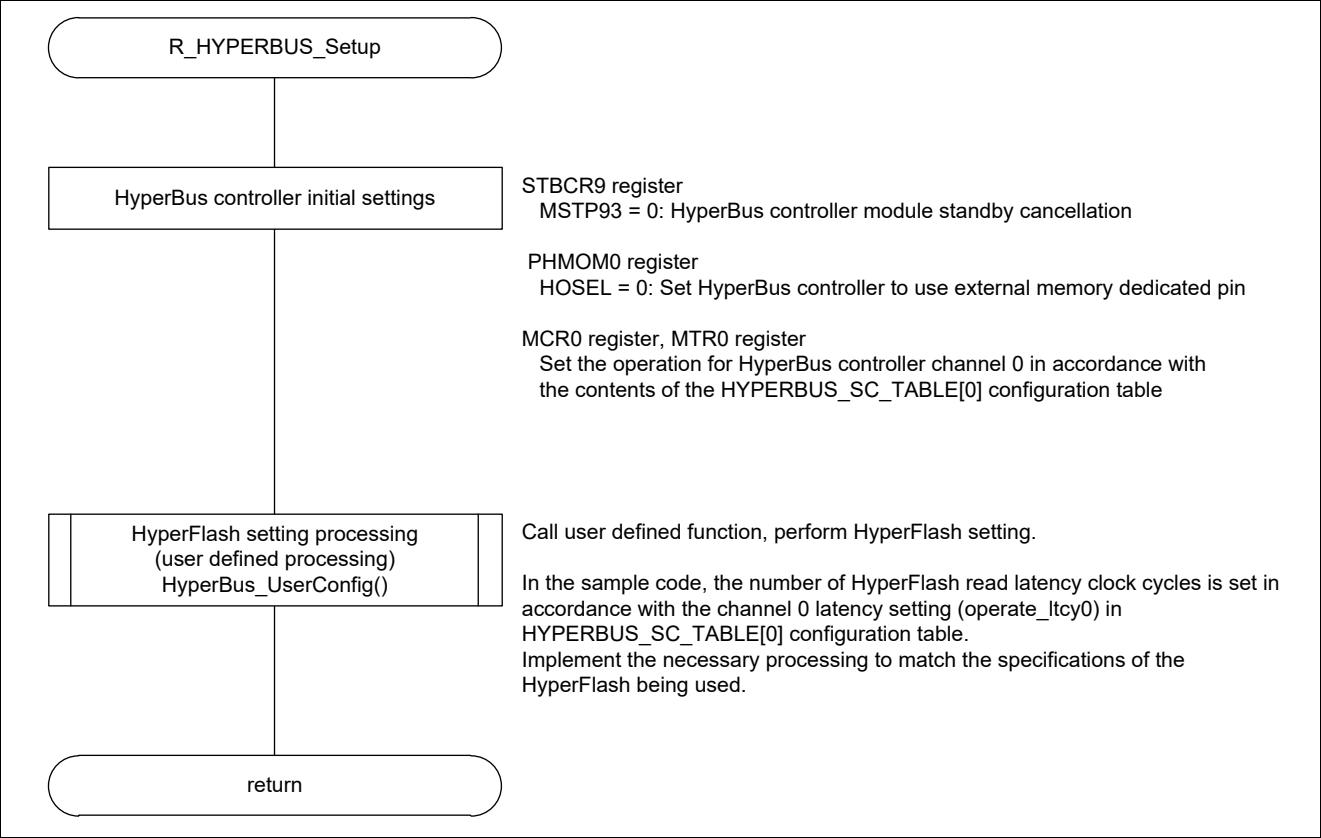 R_HYPERBUS_Setup
HyperBus controller initial settings
STBCR9 register
MSTP93 = 0: HyperBus controller module standby cancellation
PHMOM0 register
HOSEL = 0: Set HyperBus controller to use external memory dedicated pin
MCR0 register, MTR0 register
Set the operation for HyperBus controller channel 0 in accordance with
the contents of the HYPERBUS_SC_TABLE[0] configuration table
HyperFlash setting processing
(user defined processing)
HyperBus_UserConfig()
Call user defined function, perform HyperFlash setting.
In the sample code, the number of HyperFlash read latency clock cycles is set in
accordance with the channel 0 latency setting (operate_ltcy0) in
HYPERBUS_SC_TABLE[0] configuration table.
Implement the necessary processing to match the specifications of the
HyperFlash being used.
return